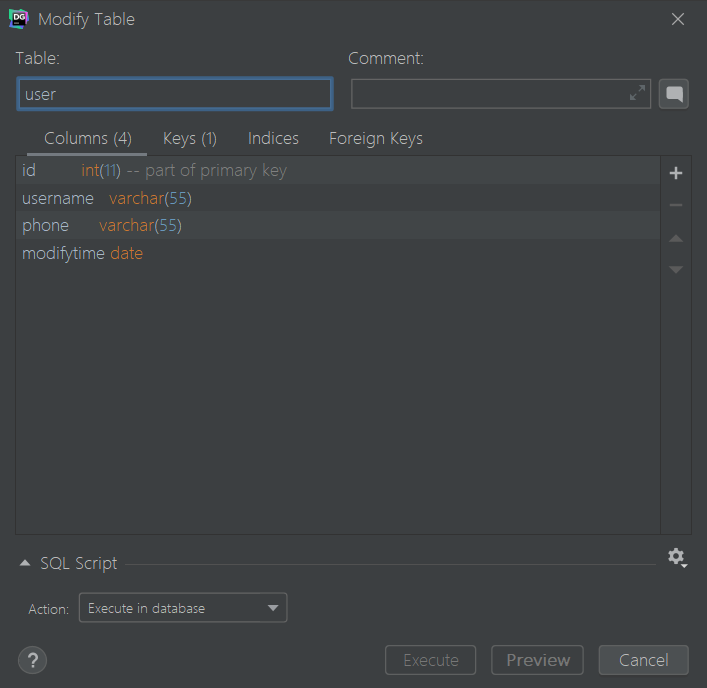 DG Modify Table
Table: Comment:
user
Columns (4) Keys (1) Indices Foreign Keys
id int(11) -- part of primary key
username varchar(55)
phone varchar(55)
modifytime date
SQL Script
Action: Execute in database
? Execute Preview Cancel